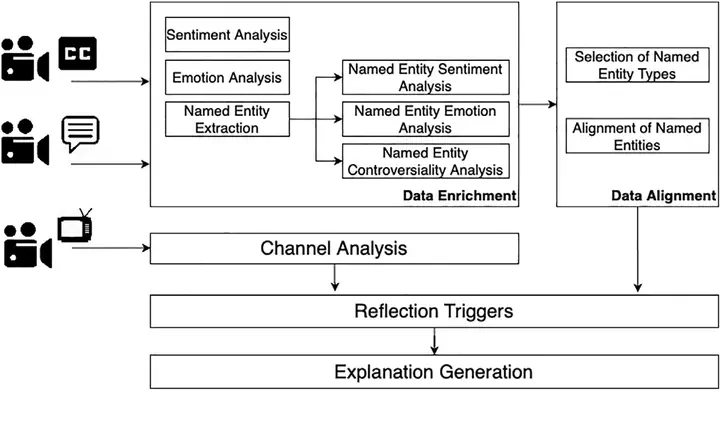 CC
Sentiment Analysis
Emotion Analysis
Named Entity
Extraction
Named Entity Sentiment
Analysis
Named Entity Emotion
Analysis
Named Entity
Controversiality Analysis
Data Enrichment
Selection of Named
Entity Types
Alignment of Named
Entities
Data Alignment
Channel Analysis
Reflection Triggers
Explanation Generation